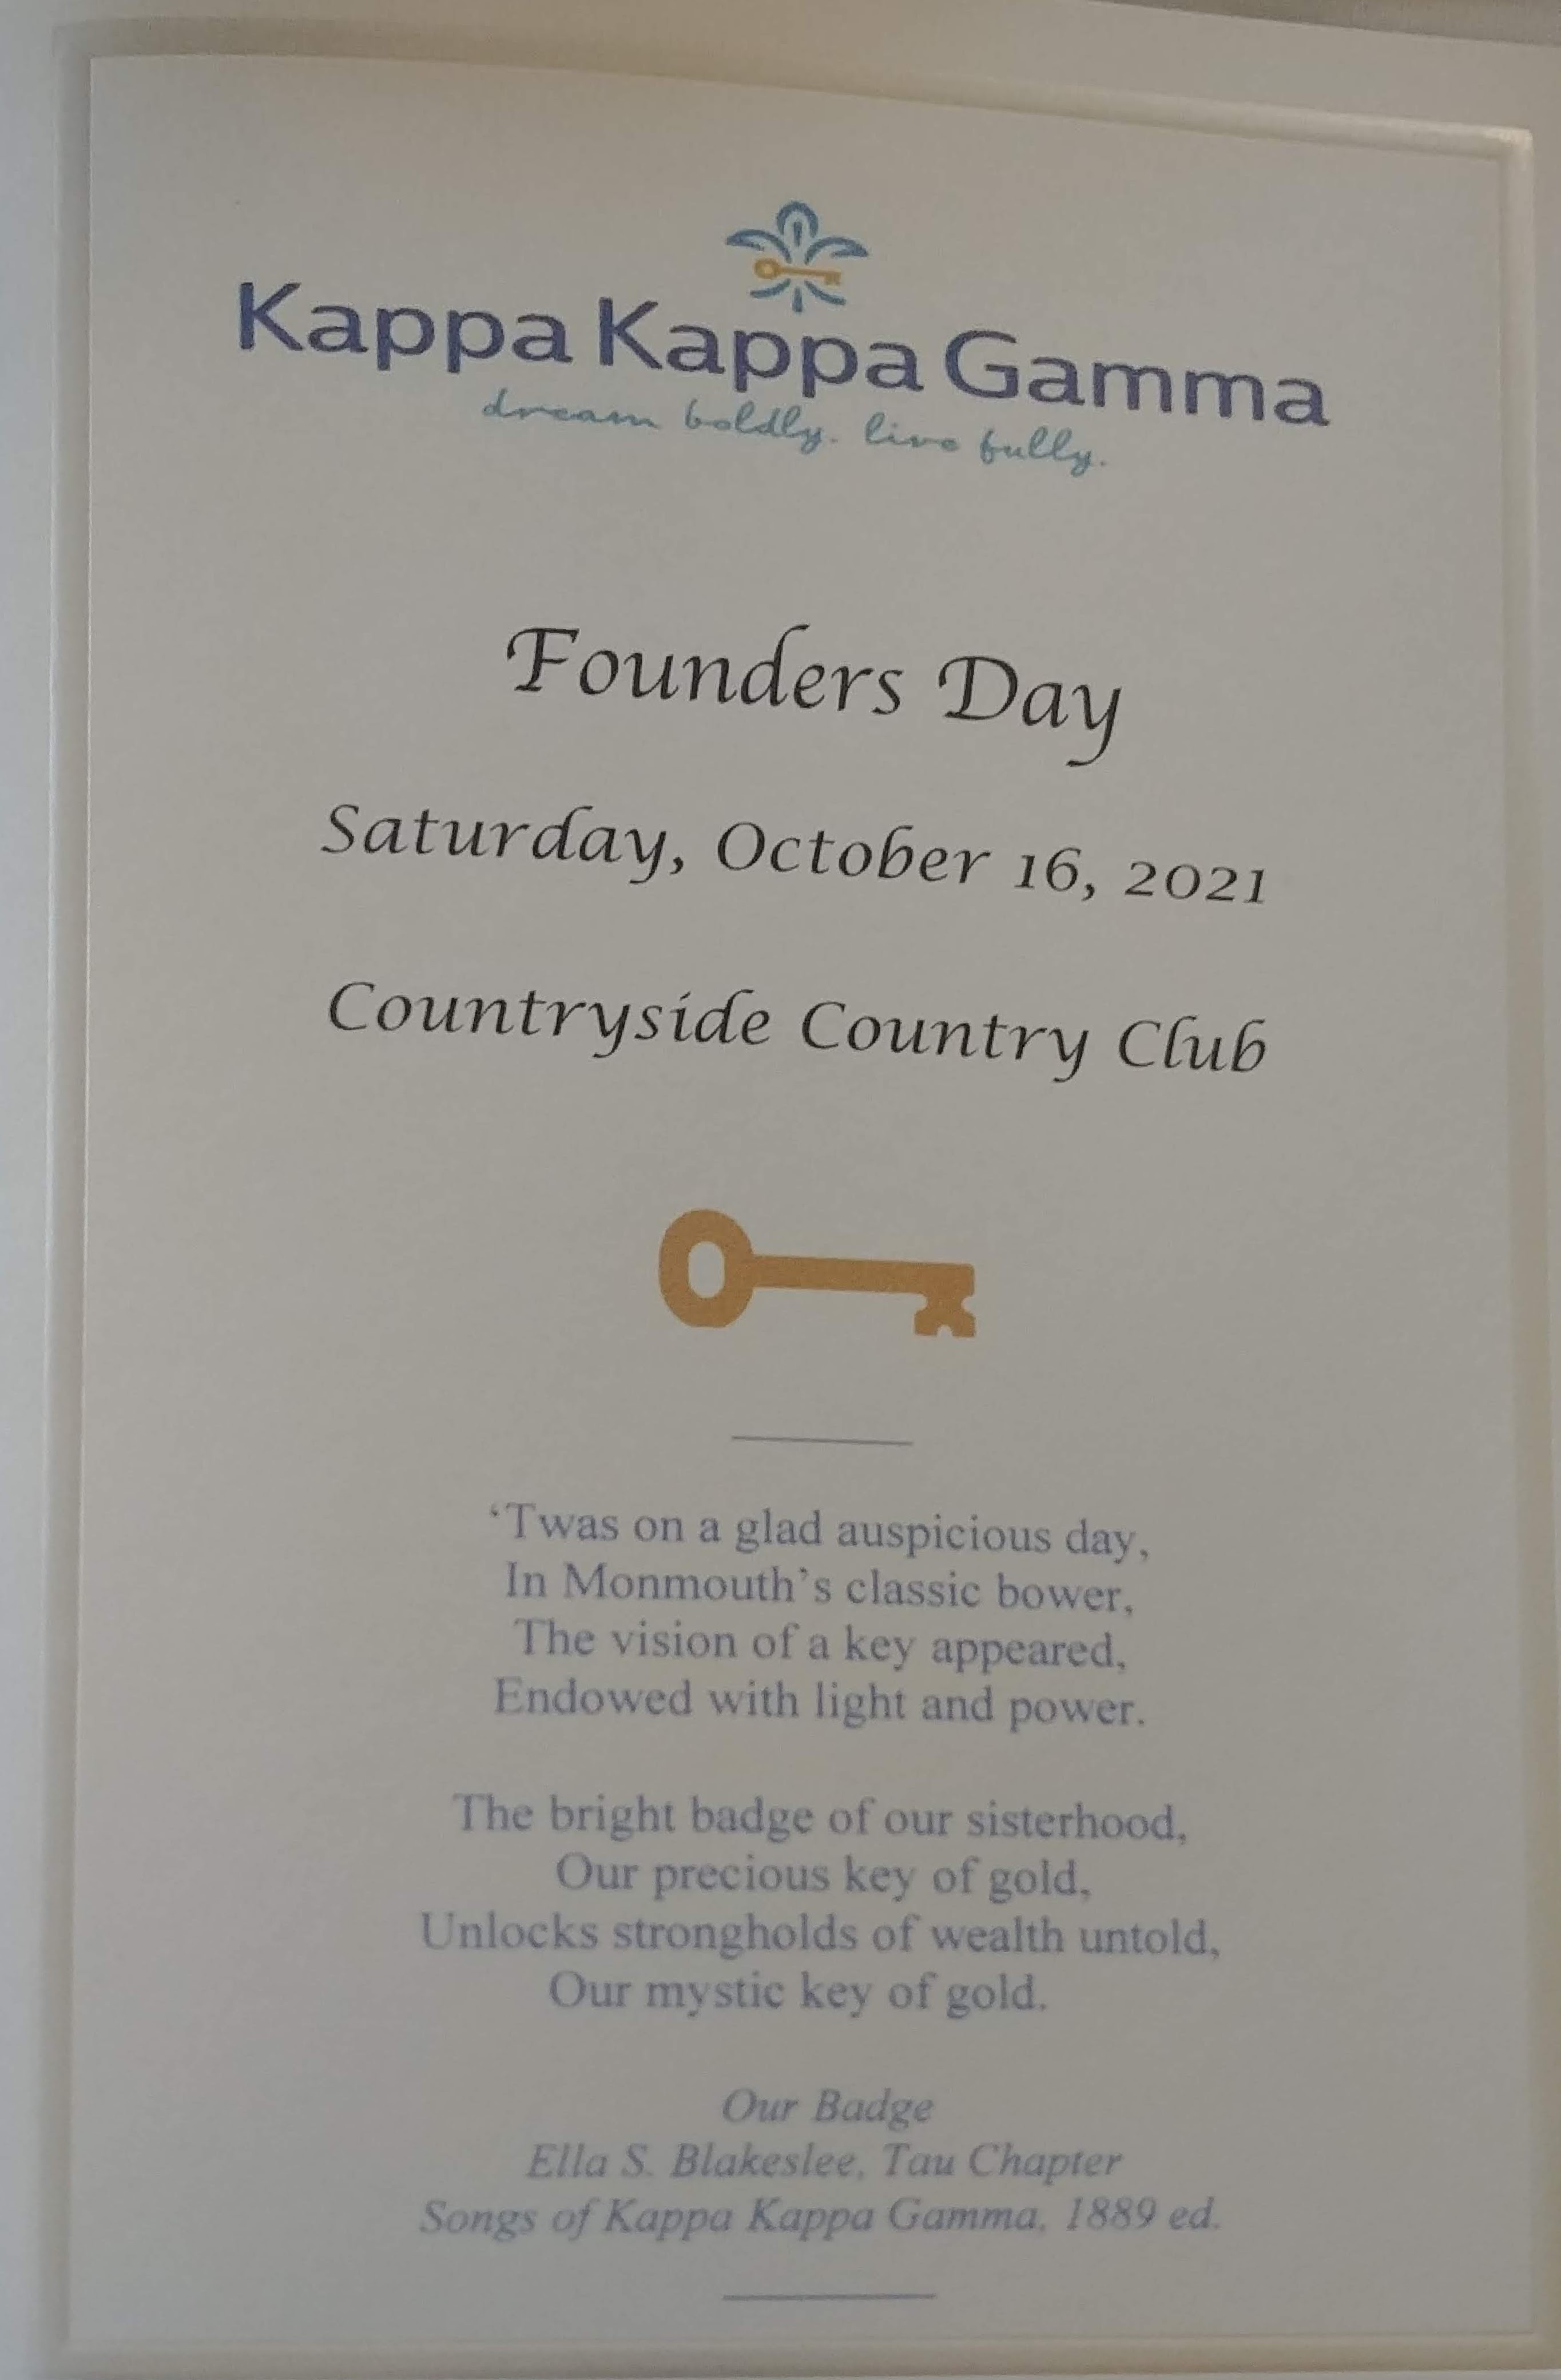 Kappa Kappa Gamma
dream boldly. live fully.
Founders Day
Saturday, October 16, 2021
Countryside Country Club
‘Twas on a glad auspicious day,
In Monmouth’s classic bower,
The vision of a key appeared,
Endowed with light and power.
The bright badge of our sisterhood,
Our precious key of gold,
Unlocks strongholds of wealth untold,
Our mystic key of gold.
Our Badge
Ella S. Blakeslee, Tau Chapter
Songs of Kappa Kappa Gamma, 1889 ed.